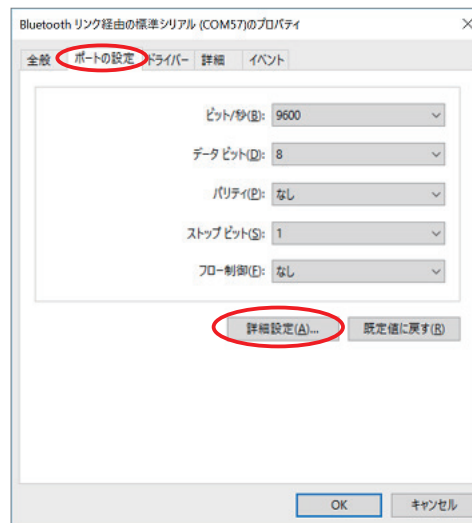 Bluetooth リンク経由の標準シリアル (COM57)のプロパティ
全般 ポートの設定 ドライバー 詳細 イベント
ビット/秒(B): 9600
データ ビット(D): 8
パリティ(P): なし
ストップ ビット(S): 1
フロー制御(F): なし
詳細設定(A)... 既定値に戻す(R)
OK キャンセル